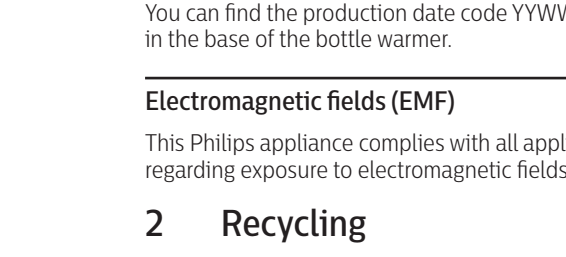 You can find the production date code
in the base of the bottle warmer.
Electromagnetic fields (EMF)
This Philips appliance complies with all
regarding exposure to electromagnetic fields
2 Recycling